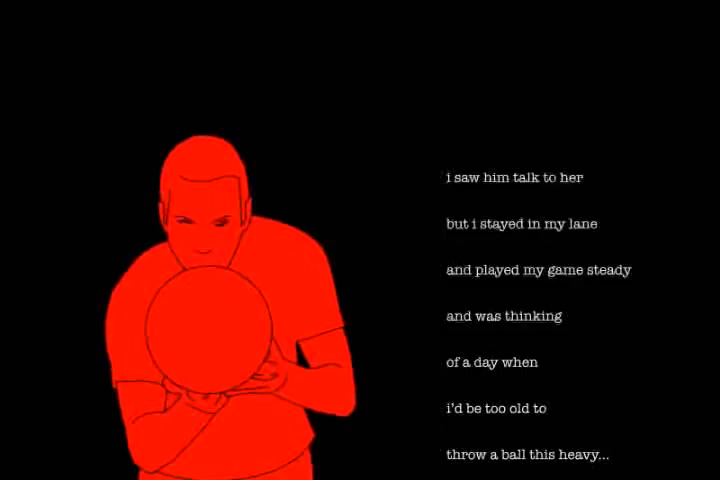 i saw him talk to her
but i stayed in my lane
and played my game steady
and was thinking
of a day when
i'd be too old to
throw a ball this heavy...